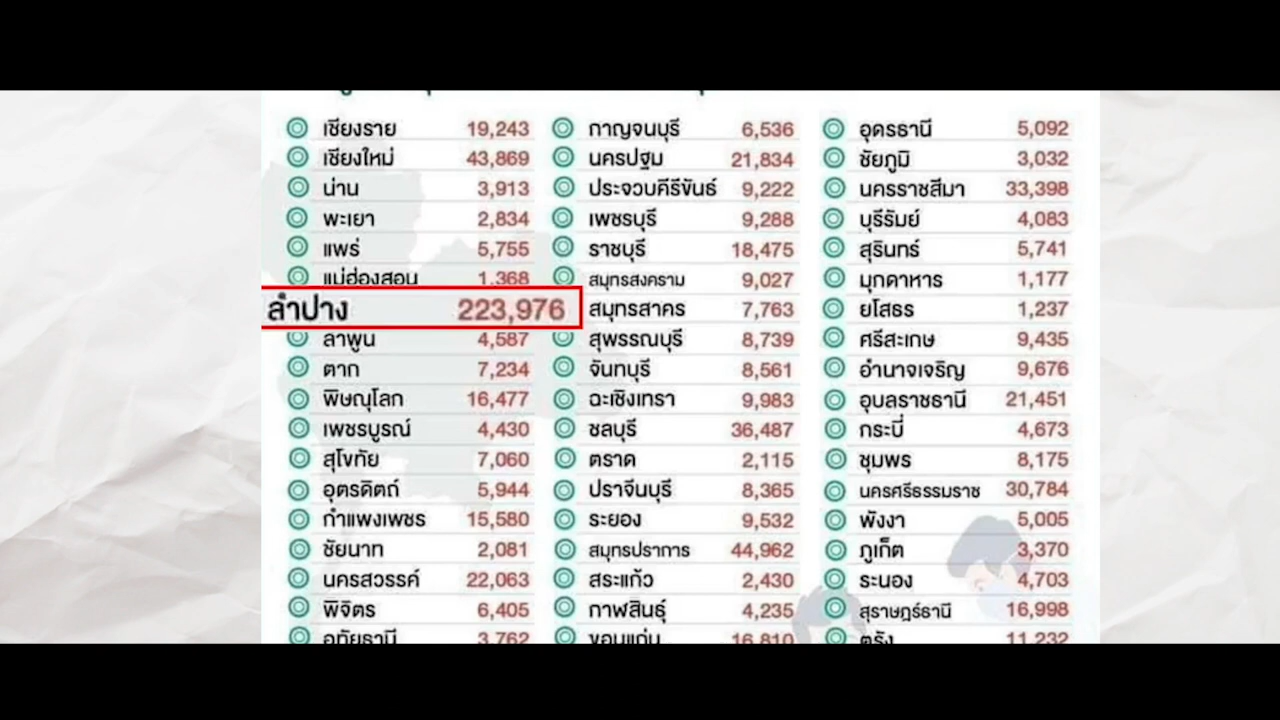 เชียงราย 19,243
เชียงใหม่ 43,869
น่าน 3,913
พะเยา 2,834
แพร่ 5,755
แม่ฮ่องสอน 1,368
ลำปาง 223,976
ลำพูน 4,587
ตาก 7,234
พิษณุโลก 16,477
เพชรบูรณ์ 4,430
สุโขทัย 7,060
อุตรดิตถ์ 5,944
กำแพงเพชร 15,580
ชัยนาท 2,081
นครสวรรค์ 22,063
พิจิตร 6,405
อุทัยธานี 3,762
กาญจนบุรี 6,536
นครปฐม 21,834
ประจวบคีรีขันธ์ 9,222
เพชรบุรี 9,288
ราชบุรี 18,475
สมุทรสงคราม 9,027
สมุทรสาคร 7,763
สุพรรณบุรี 8,739
จันทบุรี 8,561
ฉะเชิงเทรา 9,983
ชลบุรี 36,487
ตราด 2,115
ปราจีนบุรี 8,365
ระยอง 9,532
สมุทรปราการ 44,962
สระแก้ว 2,430
กาฬสินธุ์ 4,235
ขอนแก่น 16,810
อุดรธานี 5,092
ชัยภูมิ 3,032
นครราชสีมา 33,398
บุรีรัมย์ 4,083
สุรินทร์ 5,741
มุกดาหาร 1,177
ยโสธร 1,237
ศรีสะเกษ 9,435
อำนาจเจริญ 9,676
อุบลราชธานี 21,451
กระบี่ 4,673
ชุมพร 8,175
นครศรีธรรมราช 30,784
พังงา 5,005
ภูเก็ต 3,370
ระนอง 4,703
สุราษฎร์ธานี 16,998
ตรัง 11,232